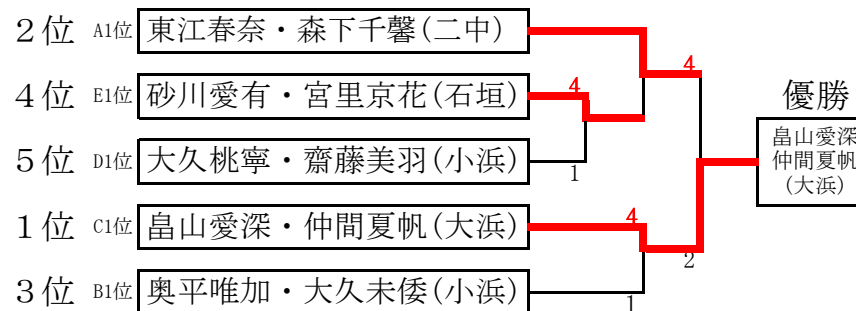 2位 A1位 東江春奈・森下千馨(二中)
4
4
4位 E1位 砂川愛有・宮里京花(石垣)
優勝
畠山愛深
仲間夏帆
(大浜)
5位 D1位 大久桃寧・齋藤美羽(小浜)
1
4
1位 C1位 畠山愛深・仲間夏帆(大浜)
2
3位 B1位 奥平唯加・大久未倭(小浜)
1